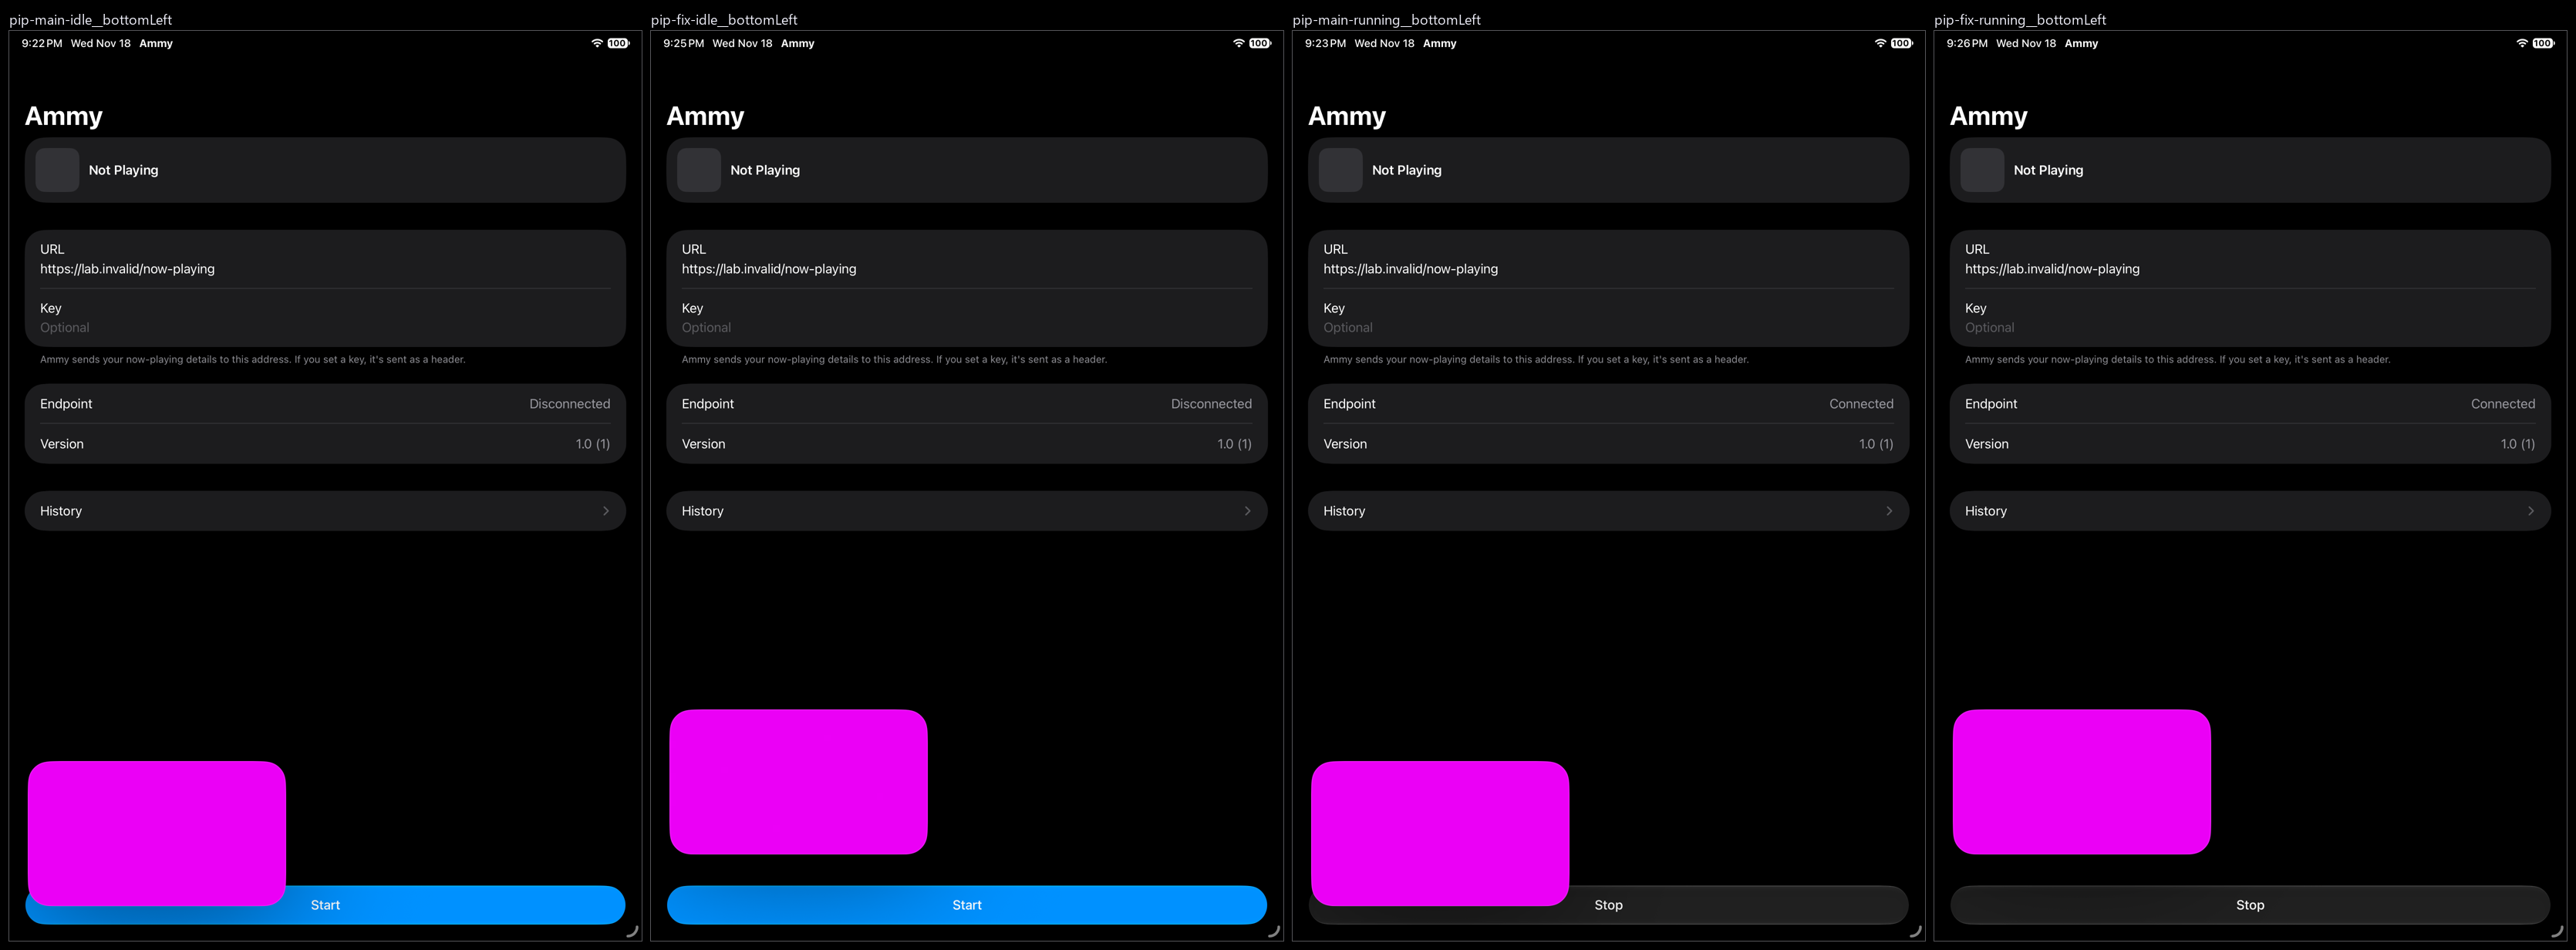 pip-main-idle__bottomLeft
9:22 PM Wed Nov 18 Ammy 100
Ammy
Not Playing
URL
https://lab.invalid/now-playing
Key
Optional
Ammy sends your now-playing details to this address. If you set a key, it's sent as a header.
Endpoint Disconnected
Version 1.0 (1)
History
Start
pip-fix-idle__bottomLeft
9:25 PM Wed Nov 18 Ammy 100
Ammy
Not Playing
URL
https://lab.invalid/now-playing
Key
Optional
Ammy sends your now-playing details to this address. If you set a key, it's sent as a header.
Endpoint Disconnected
Version 1.0 (1)
History
Start
pip-main-running__bottomLeft
9:23 PM Wed Nov 18 Ammy 100
Ammy
Not Playing
URL
https://lab.invalid/now-playing
Key
Optional
Ammy sends your now-playing details to this address. If you set a key, it's sent as a header.
Endpoint Connected
Version 1.0 (1)
History
Stop
pip-fix-running__bottomLeft
9:26 PM Wed Nov 18 Ammy 100
Ammy
Not Playing
URL
https://lab.invalid/now-playing
Key
Optional
Ammy sends your now-playing details to this address. If you set a key, it's sent as a header.
Endpoint Connected
Version 1.0 (1)
History
Stop